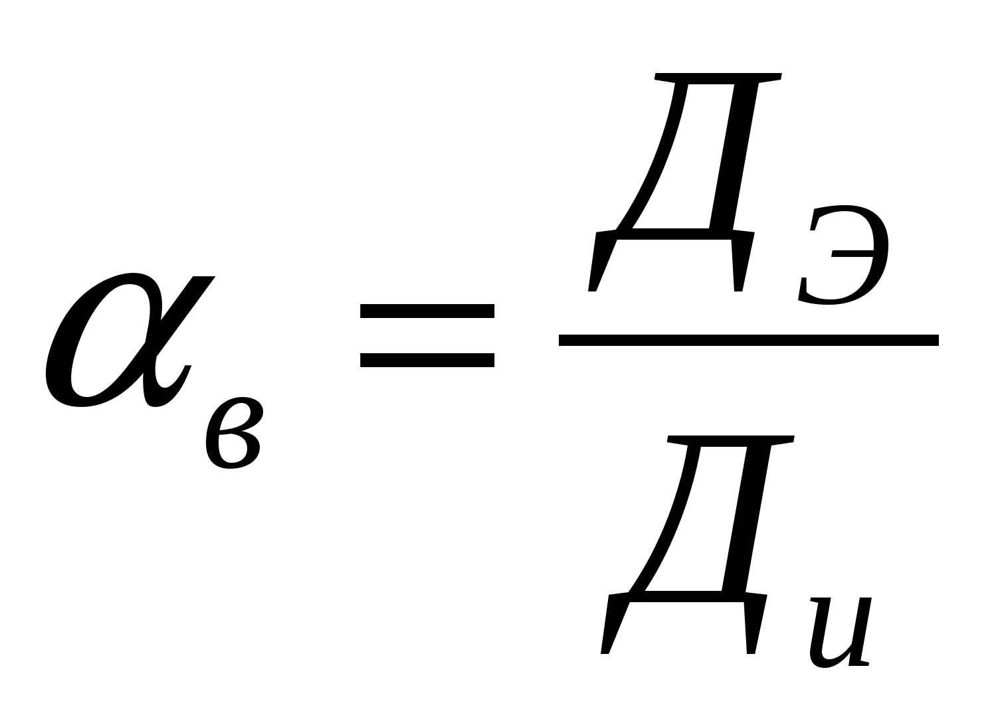 α_в = Д_Э / Д_и